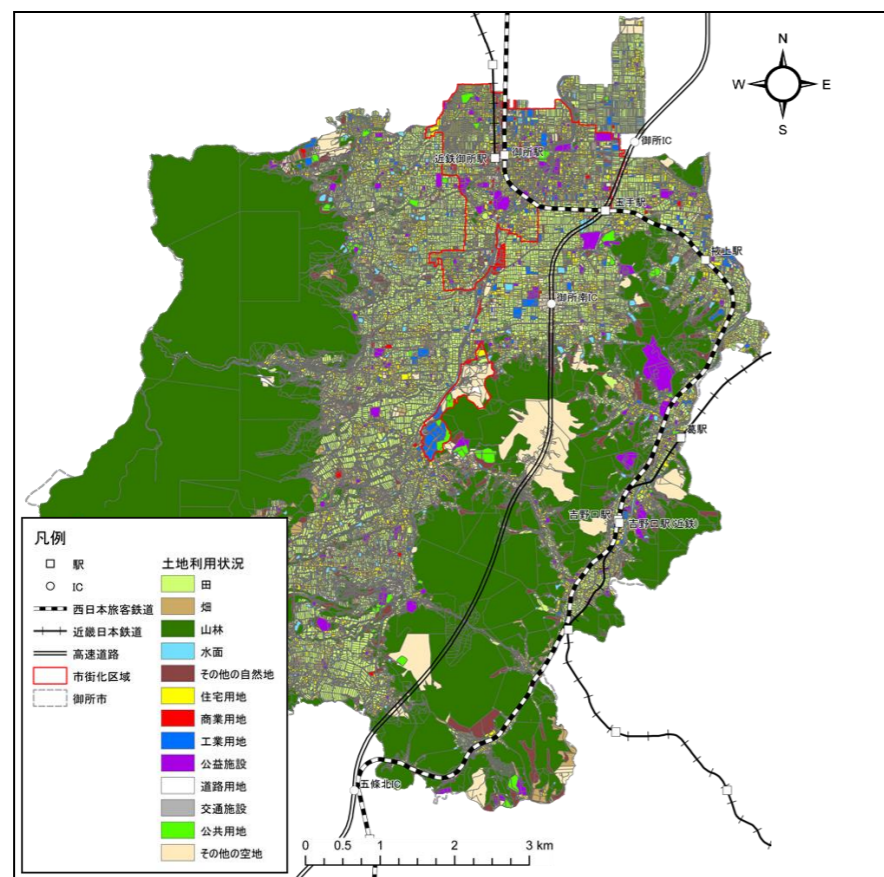 N
W E
S
御所IC
近鉄御所駅 御所駅
玉手駅
掖上駅
御所南IC
葛駅
吉野口駅
吉野口駅(近鉄)
五條北IC
凡例
駅
IC
西日本旅客鉄道
近畿日本鉄道
高速道路
市街化区域
御所市
土地利用状況
田
畑
山林
水面
その他の自然地
住宅用地
商業用地
工業用地
公益施設
道路用地
交通施設
公共用地
その他の空地
0 0.5 1 2 3 km